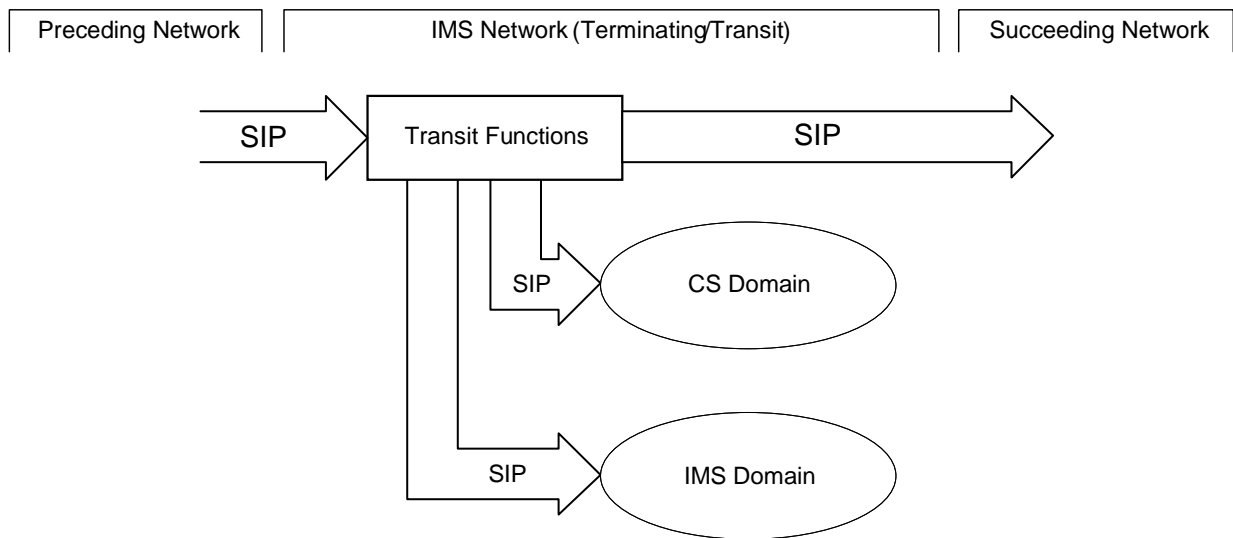 Preceding Network
IMS Network (Terminating/Transit)
Succeeding Network
SIP
Transit Functions
SIP
SIP
CS Domain
SIP
IMS Domain